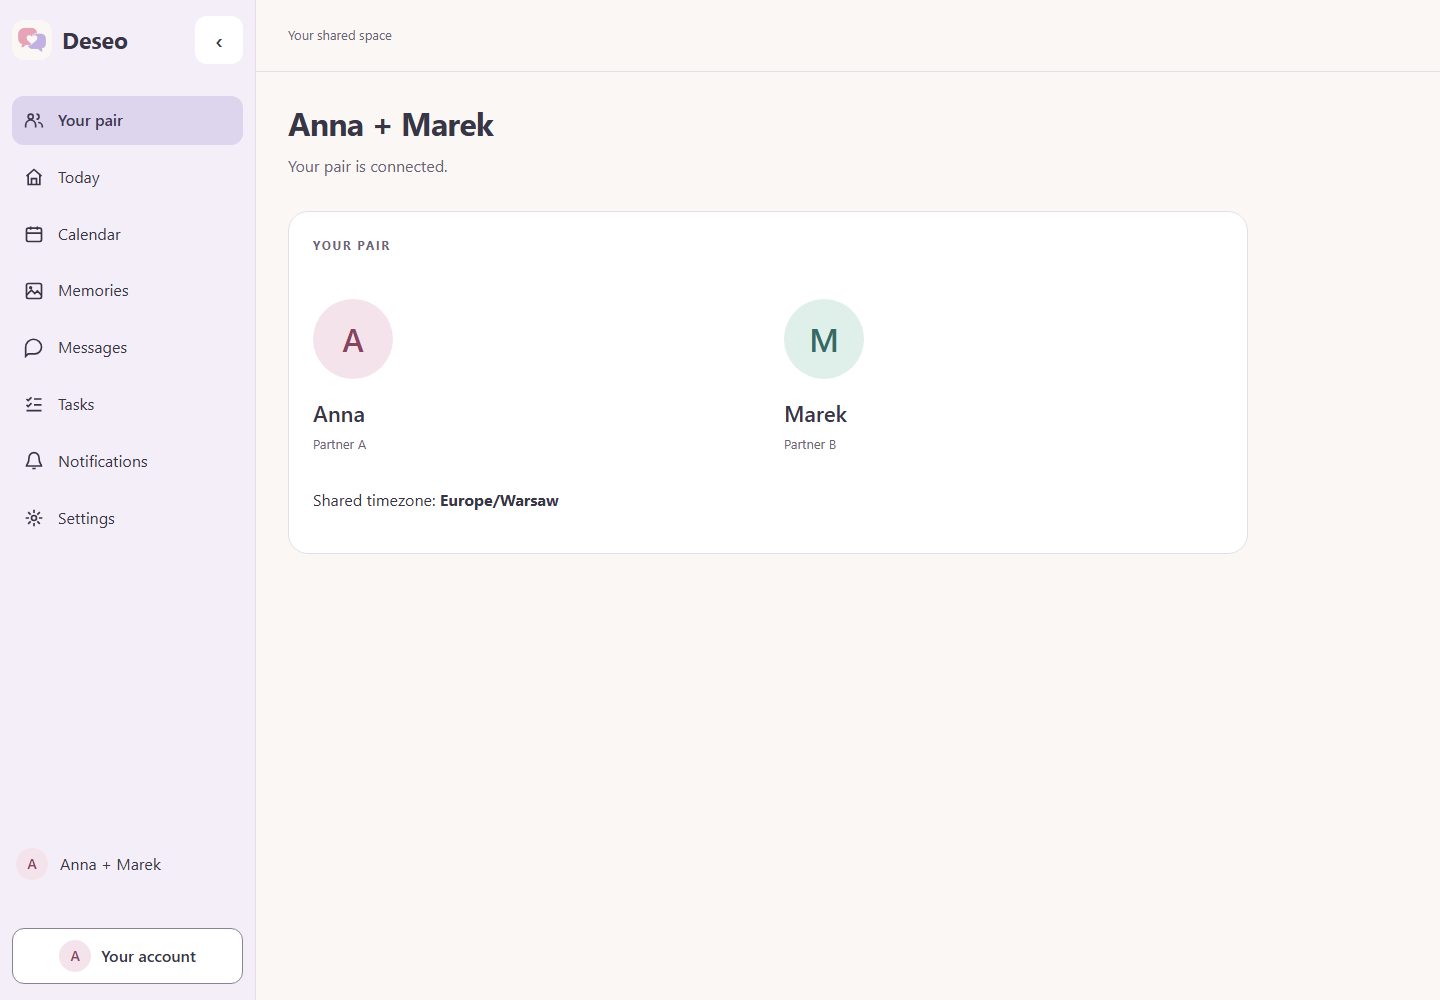 Deseo
‹
Your shared space
Your pair
Today
Calendar
Memories
Messages
Tasks
Notifications
Settings
A
Anna + Marek
A
Your account
Anna + Marek
Your pair is connected.
YOUR PAIR
A
Anna
Partner A
M
Marek
Partner B
Shared timezone: Europe/Warsaw